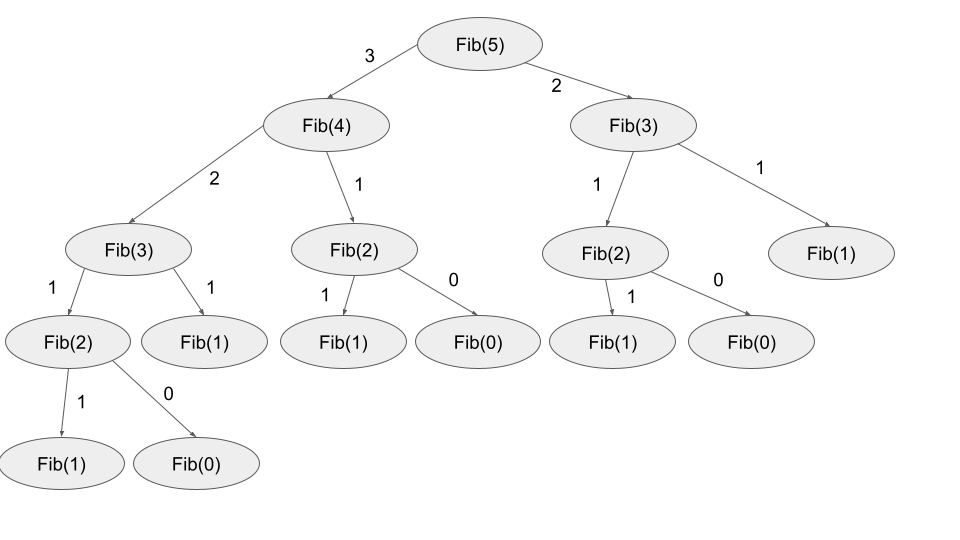 Fib(5)
3
2
Fib(4)
Fib(3)
2
1
1
1
Fib(3)
Fib(2)
Fib(2)
Fib(1)
1
1
1
0
1
0
Fib(2)
Fib(1)
Fib(1)
Fib(0)
Fib(1)
Fib(0)
1
0
Fib(1)
Fib(0)